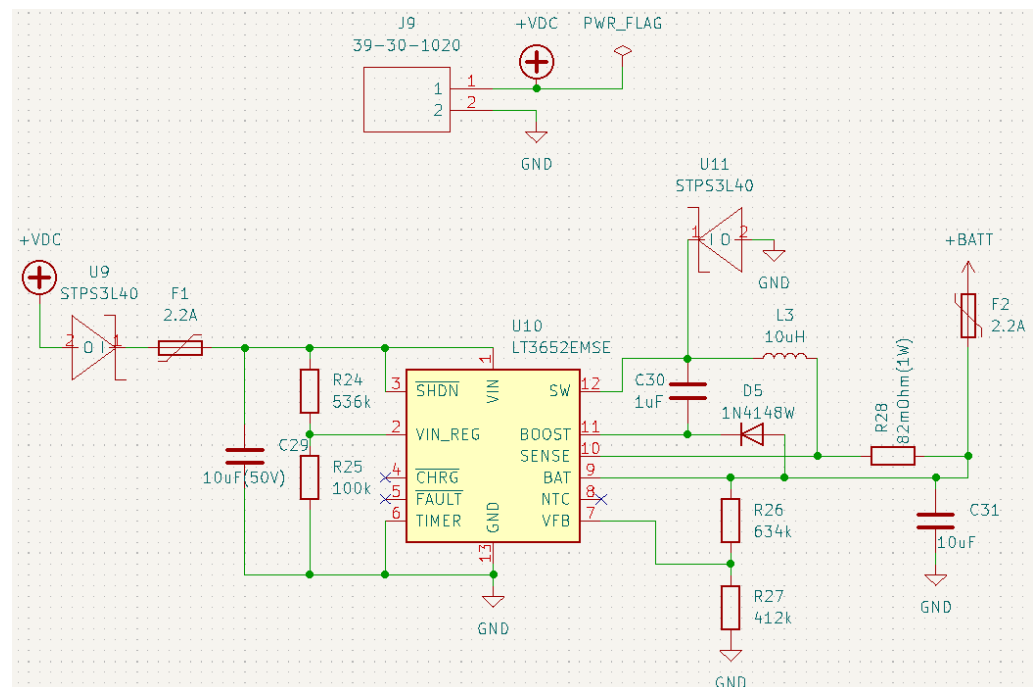 J9
39-30-1020
+VDC
PWR_FLAG
1
2
1
2
GND
U11
STPS3L40
1
I O
2
GND
+VDC
U9
STPS3L40
2
O I
1
F1
2.2A
+BATT
F2
2.2A
L3
10uH
U10
LT3652EMSE
1
VIN
3
SHDN
2
VIN_REG
4
CHRG
5
FAULT
6
TIMER
GND
13
SW
12
BOOST
11
SENSE
10
BAT
9
NTC
8
VFB
7
R24
536k
R25
100k
C29
10uF(50V)
C30
1uF
D5
1N4148W
R28
82mOhm(1W)
R26
634k
R27
412k
C31
10uF
GND
GND
GND